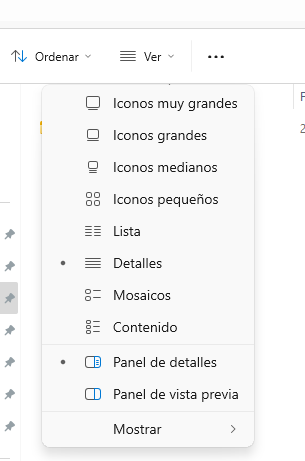 Ordenar
Ver
Iconos muy grandes
Iconos grandes
Iconos medianos
Iconos pequeños
Lista
Detalles
Mosaicos
Contenido
Panel de detalles
Panel de vista previa
Mostrar